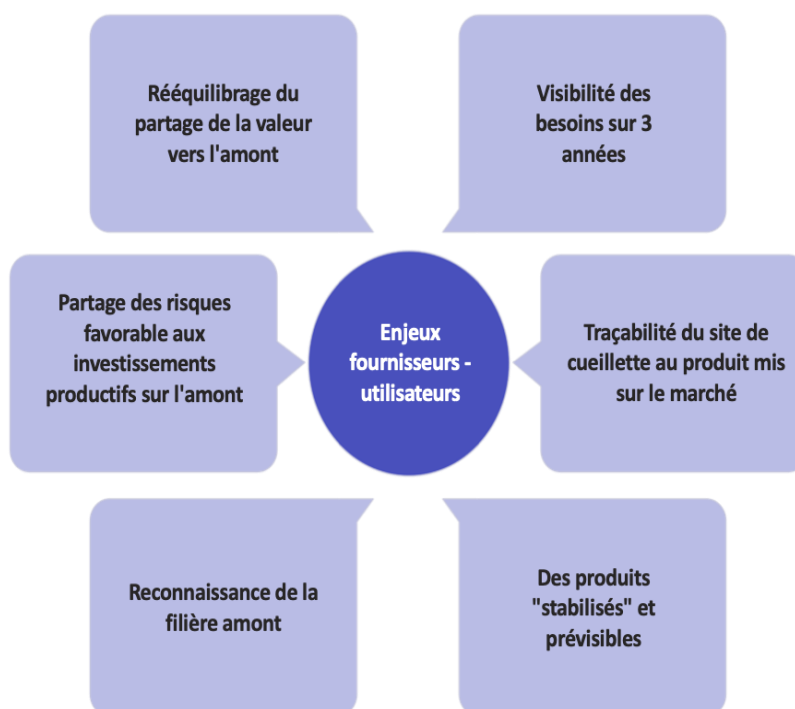 Rééquilibrage du
partage de la valeur
vers l'amont
Visibilité des
besoins sur 3
années
Partage des risques
favorable aux
investissements
productifs sur l'amont
Enjeux
fournisseurs -
utilisateurs
Traçabilité du site de
cueillette au produit mis
sur le marché
Reconnaissance de la
filière amont
Des produits
"stabilisés" et
prévisibles